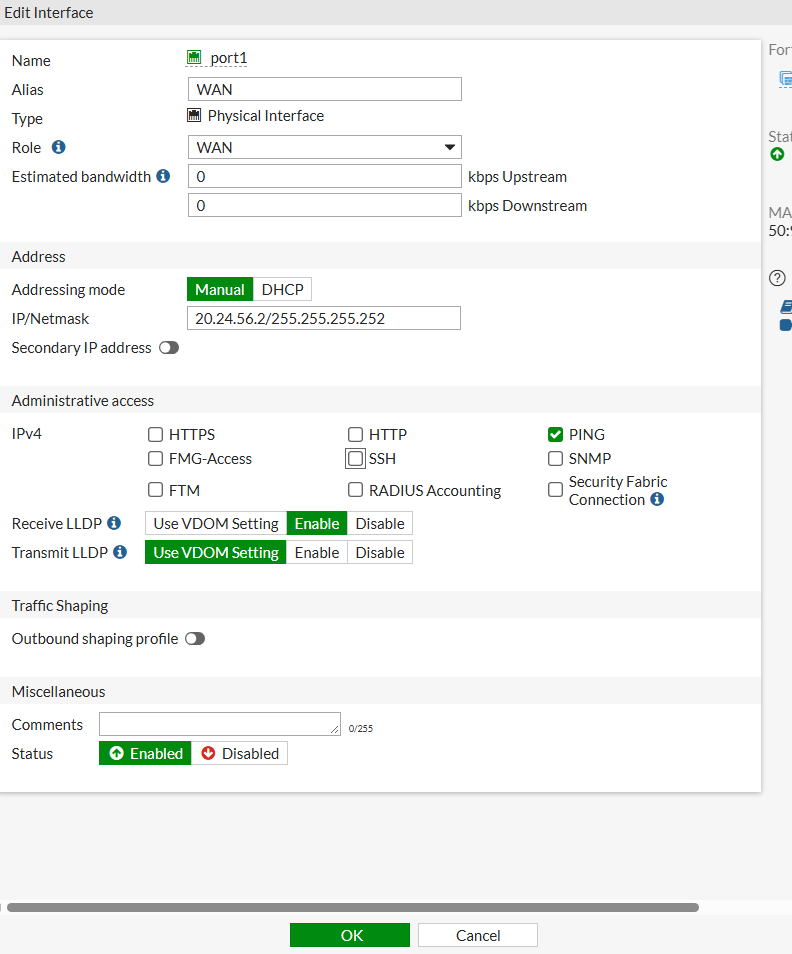 Edit Interface
Name port1
Alias WAN
Type Physical Interface
Role WAN
Estimated bandwidth 0 kbps Upstream
0 kbps Downstream
Address
Addressing mode Manual DHCP
IP/Netmask 20.24.56.2/255.255.255.252
Secondary IP address
Administrative access
IPv4 HTTPS HTTP PING
FMG-Access SSH SNMP
FTM RADIUS Accounting Security Fabric
Connection
Receive LLDP Use VDOM Setting Enable Disable
Transmit LLDP Use VDOM Setting Enable Disable
Traffic Shaping
Outbound shaping profile
Miscellaneous
Comments 0/255
Status Enabled Disabled
OK Cancel